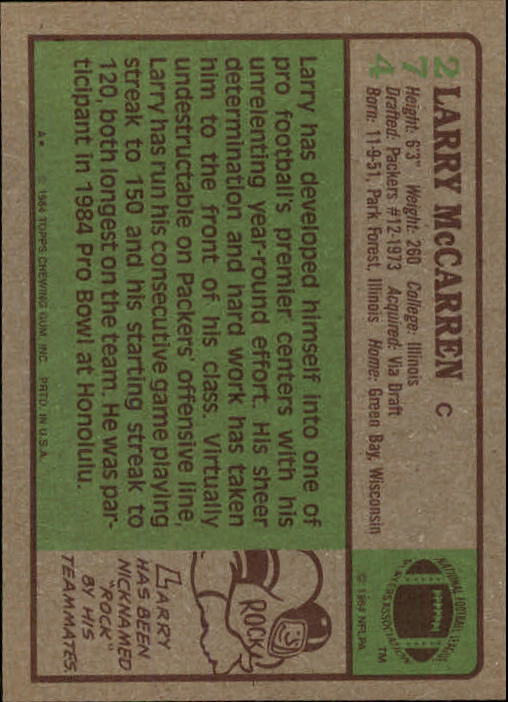 274
LARRY McCARREN C
Height: 6'3" Weight: 260 College: Illinois
Drafted: Packers #12-1973 Acquired: Via Draft
Born: 11-9-51, Park Forest, Illinois Home: Green Bay, Wisconsin
NATIONAL FOOTBALL LEAGUE
PLAYERS ASSOCIATION
TM
© 1984 NFLPA
Larry has developed himself into one of
pro football's premier centers with his
unrelenting year-round effort. His sheer
determination and hard work has taken
him to the front of his class. Virtually
undestructable on Packers' offensive line,
Larry has run his consecutive game playing
streak to 150 and his starting streak to
120, both longest on the team. He was par-
ticipant in 1984 Pro Bowl at Honolulu.
ROCK
LARRY
HAS BEEN
NICKNAMED
"ROCK"
BY HIS
TEAMMATES.
A* © 1984 TOPPS CHEWING GUM, INC. PRTD. IN U.S.A.